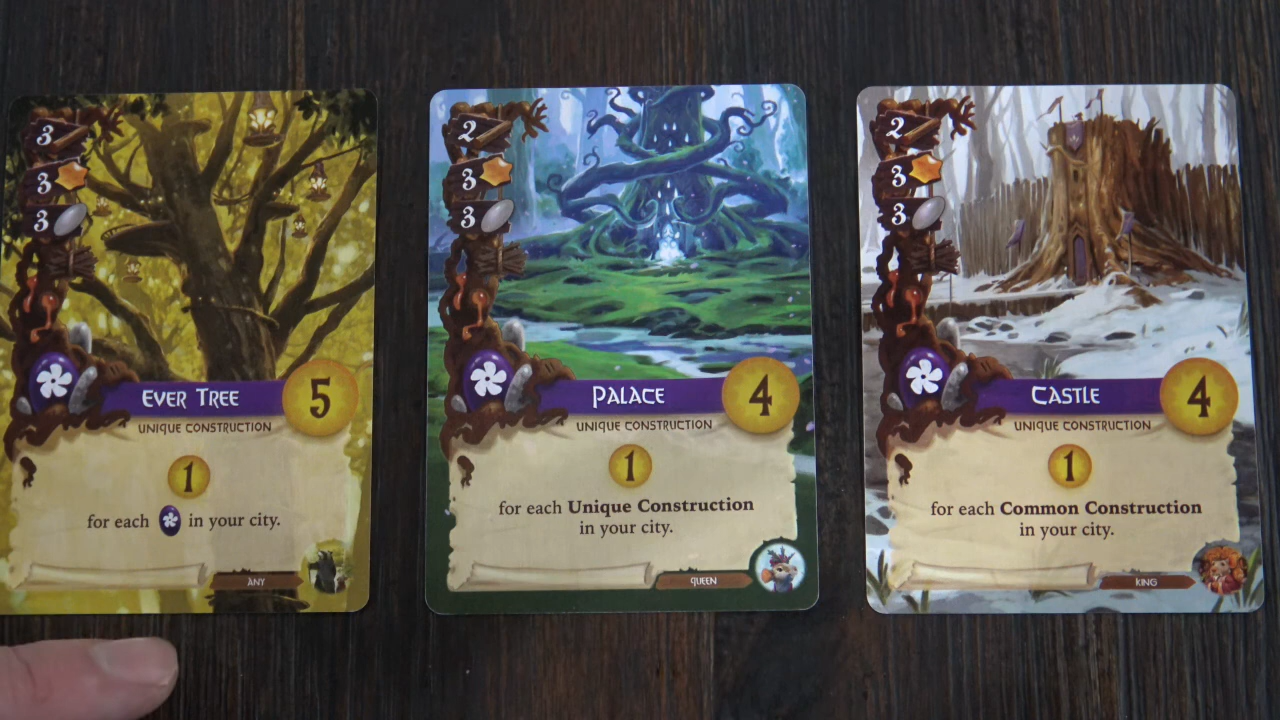 3
3
3
EVER TREE
5
UNIQUE CONSTRUCTION
1
for each in your city.
ANY
2
3
3
PALACE
4
UNIQUE CONSTRUCTION
1
for each Unique Construction
in your city.
QUEEN
2
3
3
CASTLE
4
UNIQUE CONSTRUCTION
1
for each Common Construction
in your city.
KING